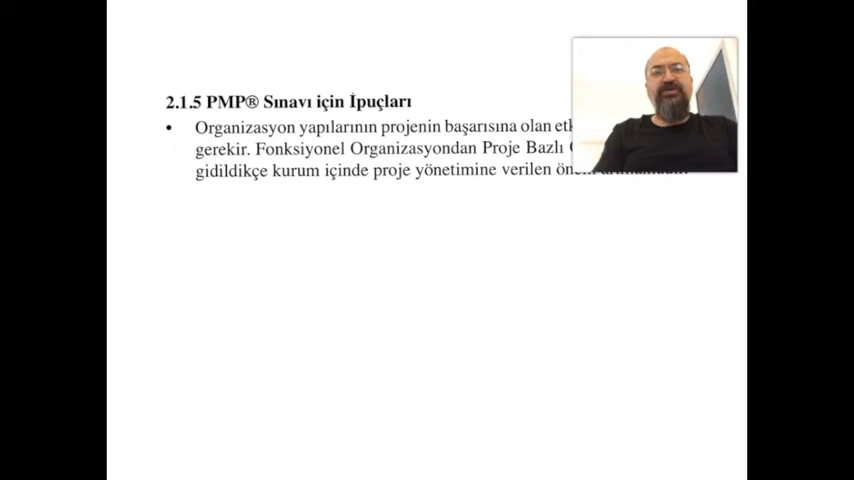 2.1.5 PMP® Sınavı için İpuçları
• Organizasyon yapılarının projenin başarısına olan
gerekir. Fonksiyonel Organizasyondan Proje Bazlı
gidildikçe kurum içinde proje yönetimine verilen